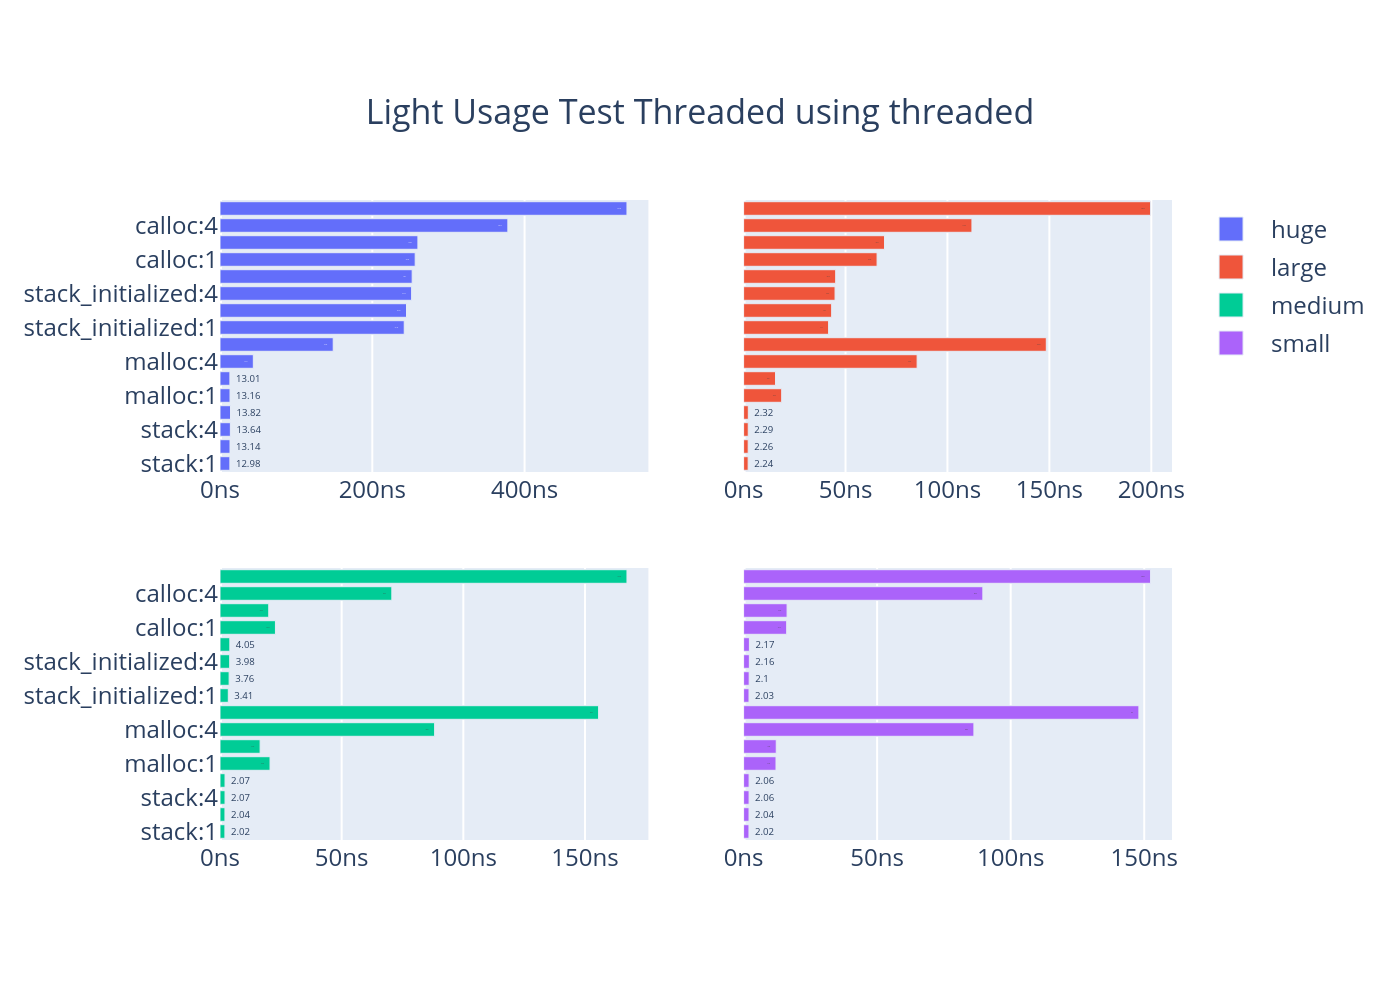 Light Usage Test Threaded using threaded
calloc:4
calloc:1
stack_initialized:4
stack_initialized:1
malloc:4
malloc:1
stack:4
stack:1
13.01
13.16
13.82
13.64
13.14
12.98
0ns 200ns 400ns
2.32
2.29
2.26
2.24
0ns 50ns 100ns 150ns 200ns
huge
large
medium
small
calloc:4
calloc:1
stack_initialized:4
stack_initialized:1
malloc:4
malloc:1
stack:4
stack:1
4.05
3.98
3.76
3.41
2.07
2.07
2.04
2.02
0ns 50ns 100ns 150ns
2.17
2.16
2.1
2.03
2.06
2.06
2.04
2.02
0ns 50ns 100ns 150ns